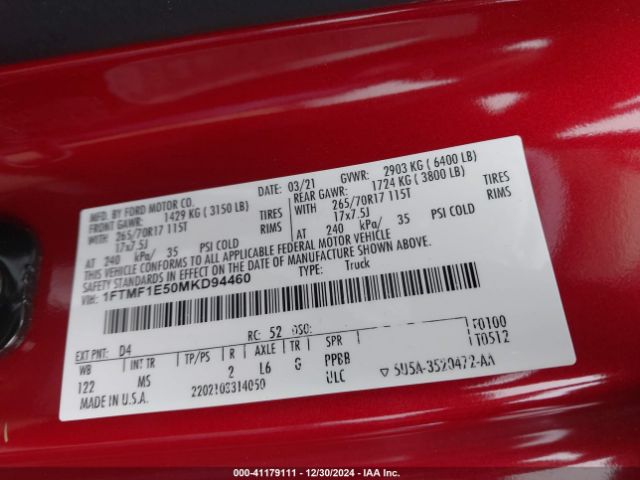 MFD. BY FORD MOTOR CO.
DATE: 03/21 GVWR: 2903 KG ( 6400 LB)
FRONT GAWR: 1429 KG ( 3150 LB) REAR GAWR: 1724 KG ( 3800 LB)
WITH 265/70R17 115T TIRES WITH 265/70R17 115T TIRES
17x7.5J RIMS 17x7.5J RIMS
AT 240 kPa/ 35 PSI COLD AT 240 kPa/ 35 PSI COLD
THIS VEHICLE CONFORMS TO ALL APPLICABLE FEDERAL MOTOR VEHICLE
SAFETY STANDARDS IN EFFECT ON THE DATE OF MANUFACTURE SHOWN ABOVE.
VIN: 1FTMF1E50MKD94460 TYPE: Truck
EXT PNT: D4 RC: 52 DSO:
WB INT TR TP/PS R AXLE TR SPR F0100
122 MS 2 L6 G PPBB T0512
MADE IN U.S.A. 2202103314050 ULC 5U5A-3520472-AA
000-41179111 - 12/30/2024 - IAA Inc.